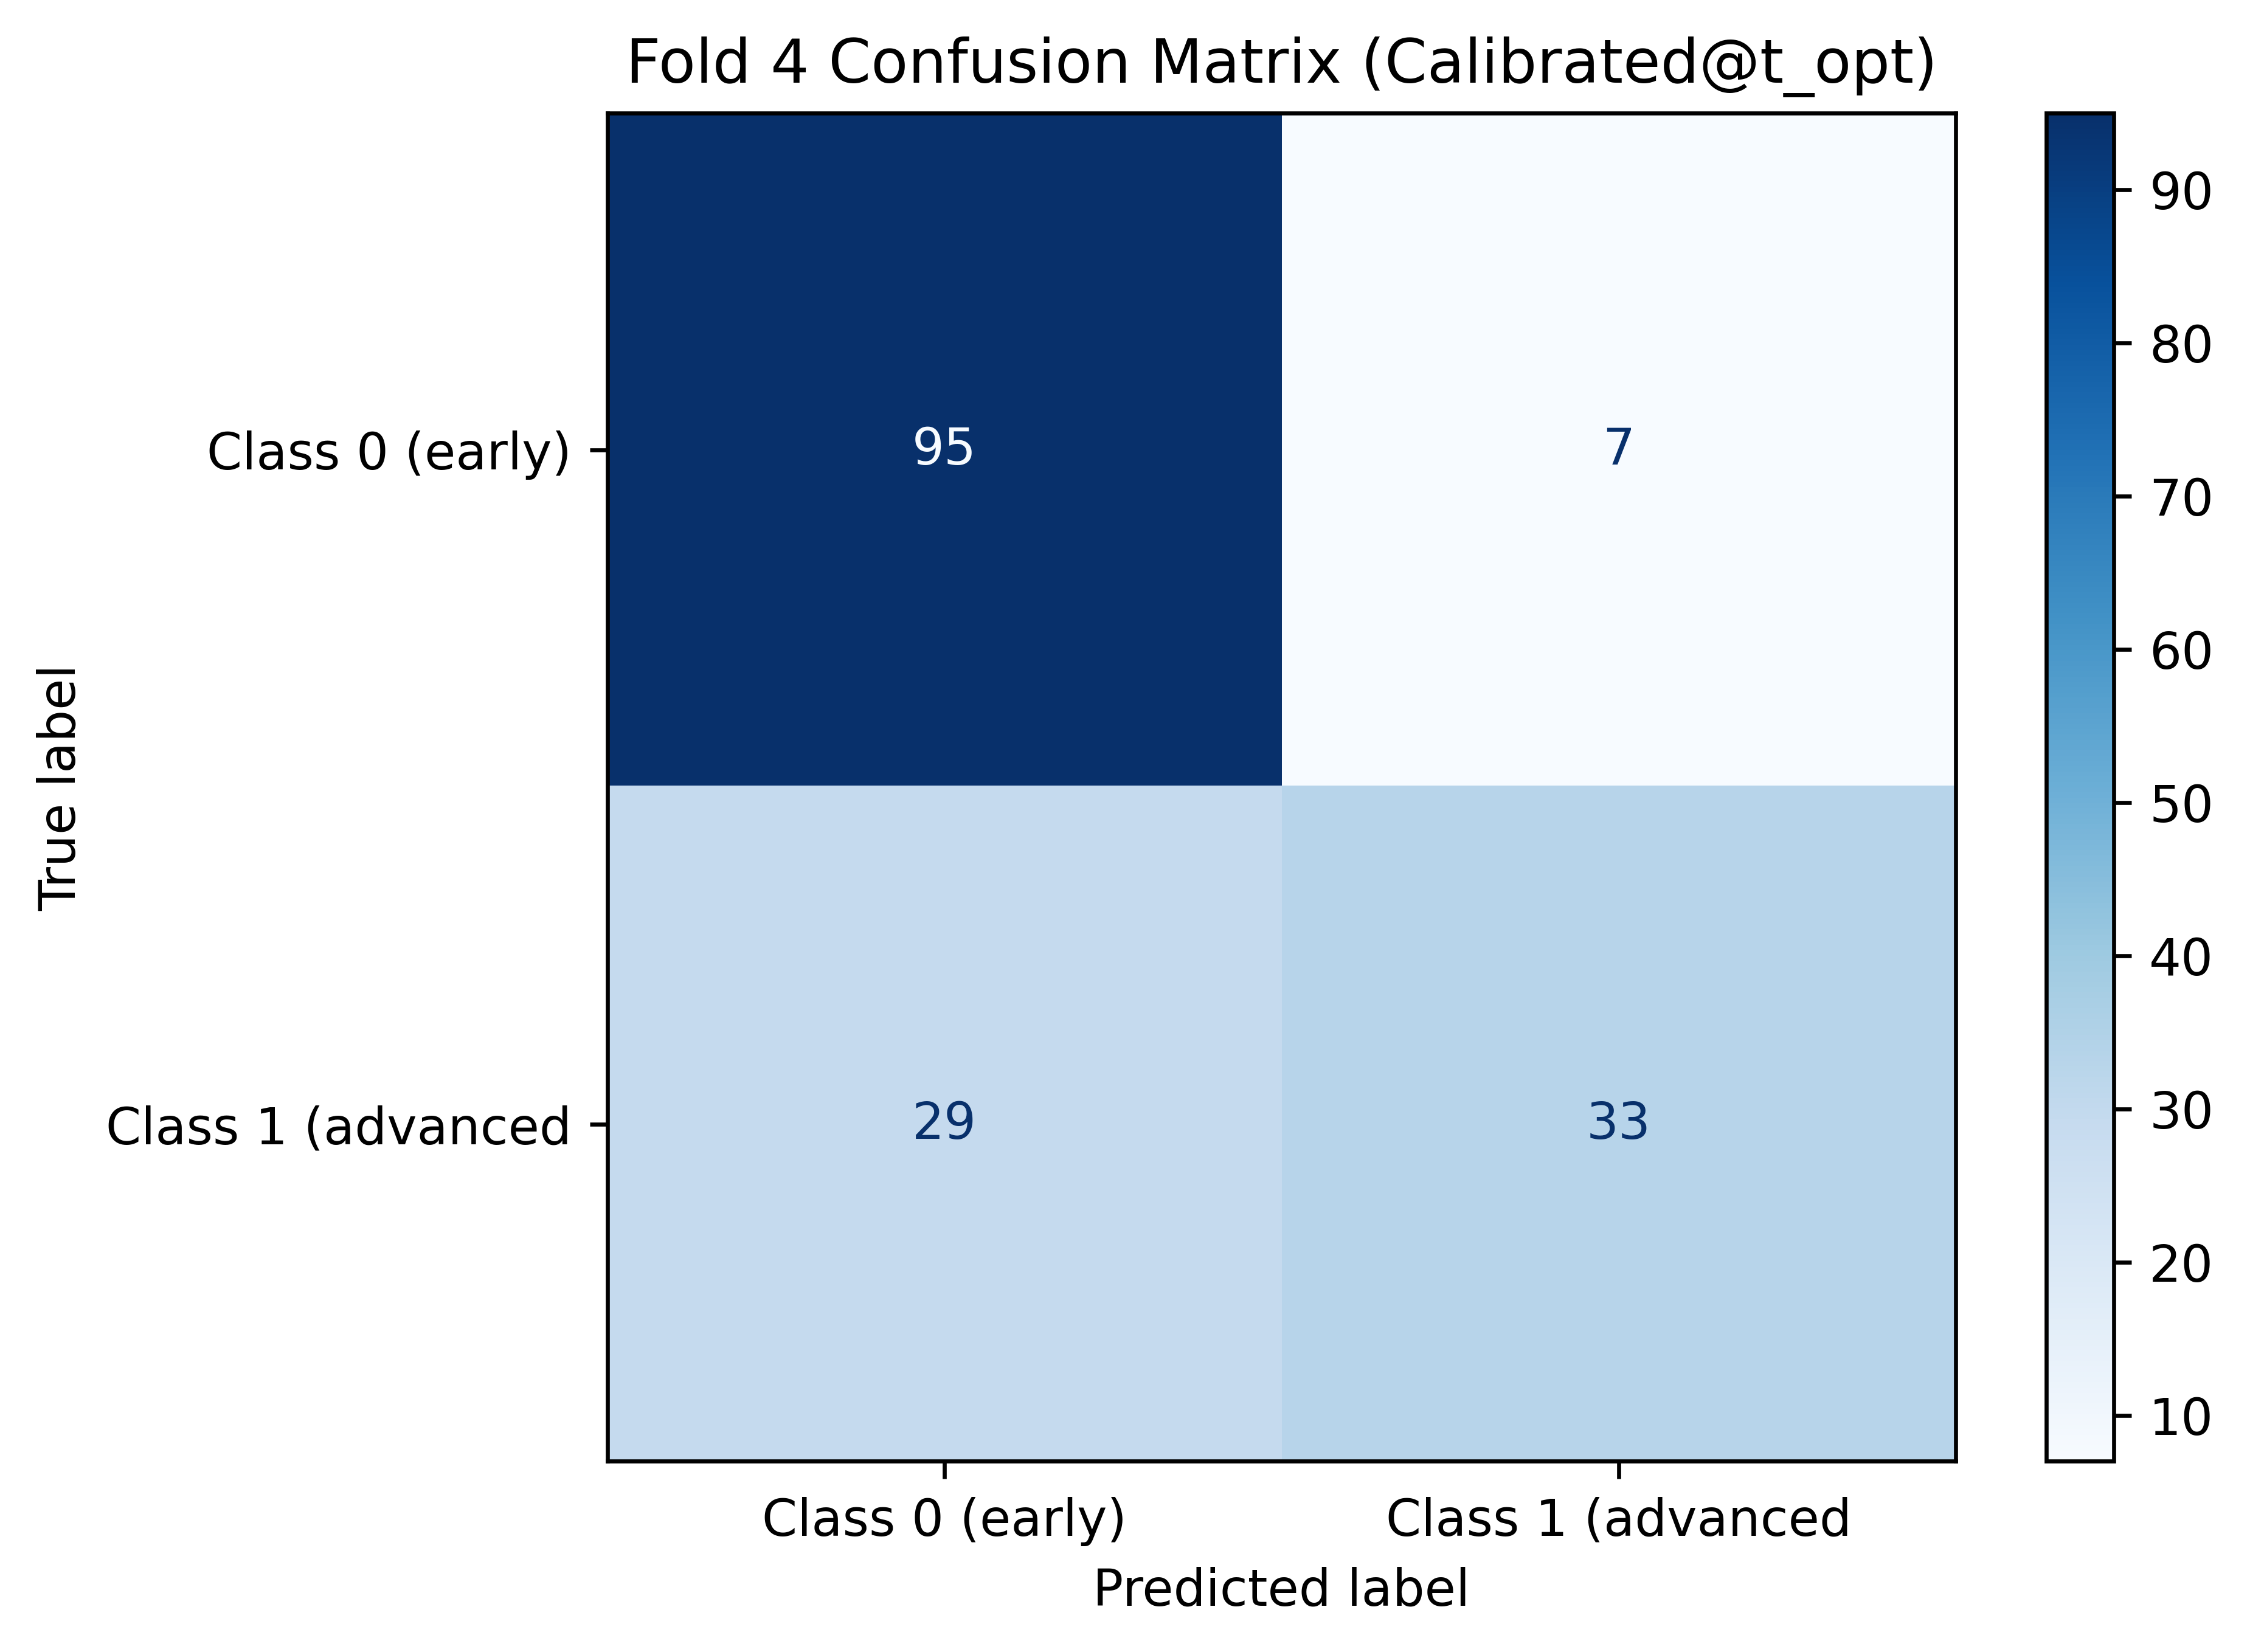 Fold 4 Confusion Matrix (Calibrated@t_opt)
True label
Class 0 (early)
95
7
Class 1 (advanced
29
33
Class 0 (early)
Class 1 (advanced
Predicted label
90
80
70
60
50
40
30
20
10